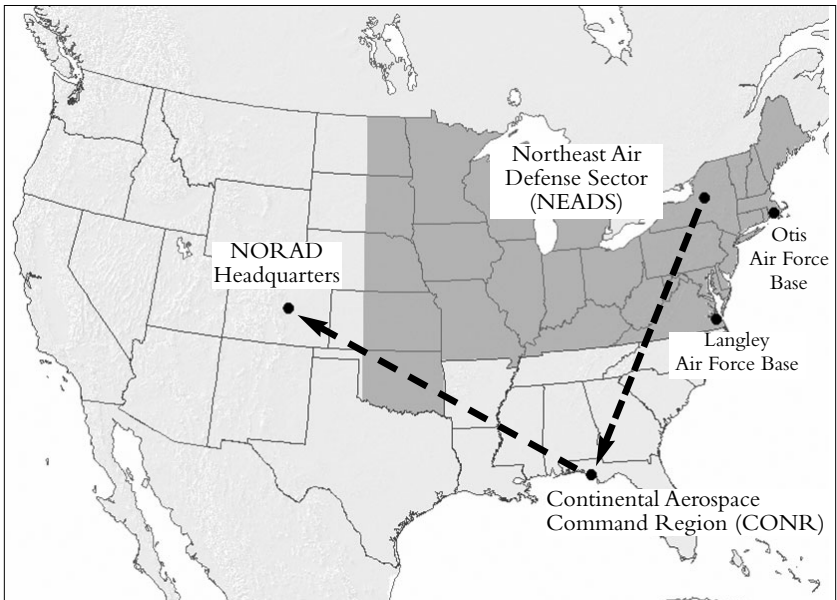 Northeast Air
Defense Sector
(NEADS)
NORAD
Headquarters
Otis
Air Force
Base
Langley
Air Force Base
Continental Aerospace
Command Region (CONR)